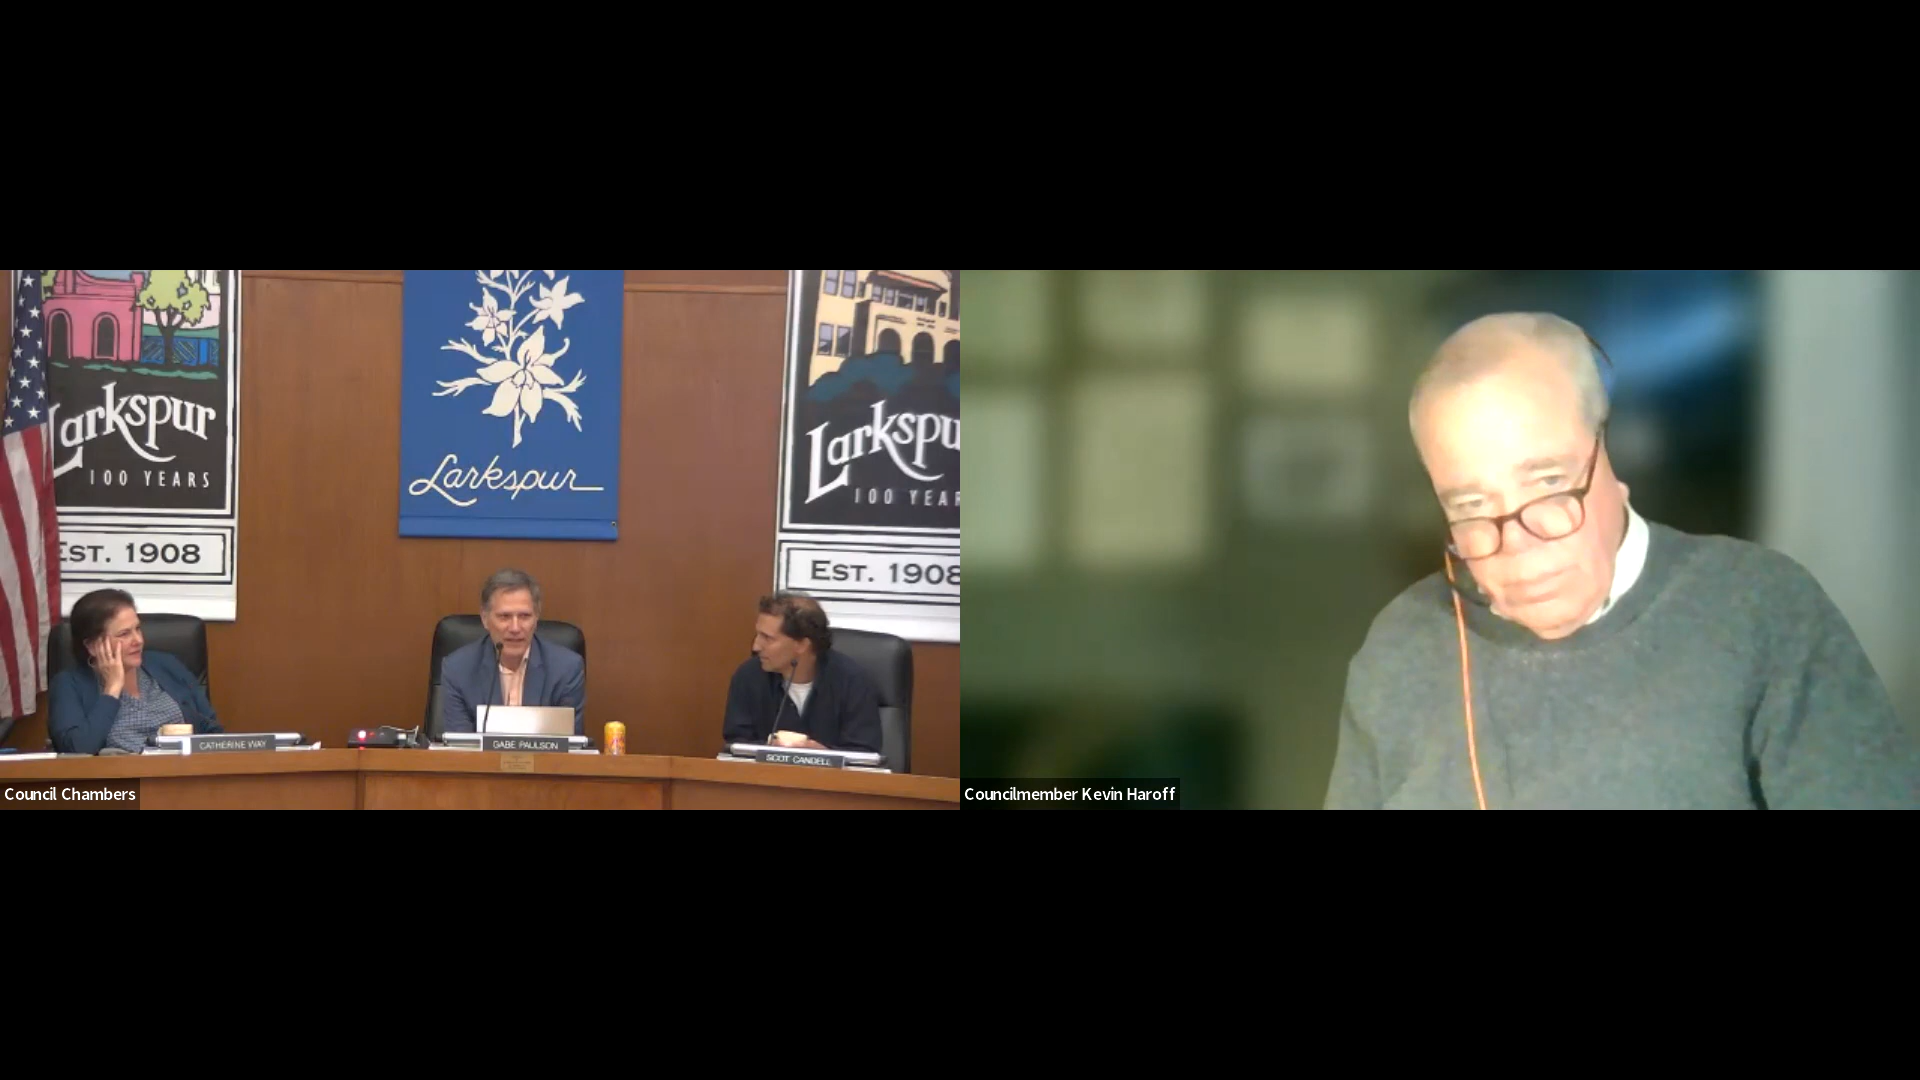 Larkspur
100 YEARS
EST. 1908
Larkspur
Larkspu
100 YEAR
EST. 1908
CATHERINE WAY
GABE PAULSON
SCOT CANDELL
Council Chambers
Councilmember Kevin Haroff